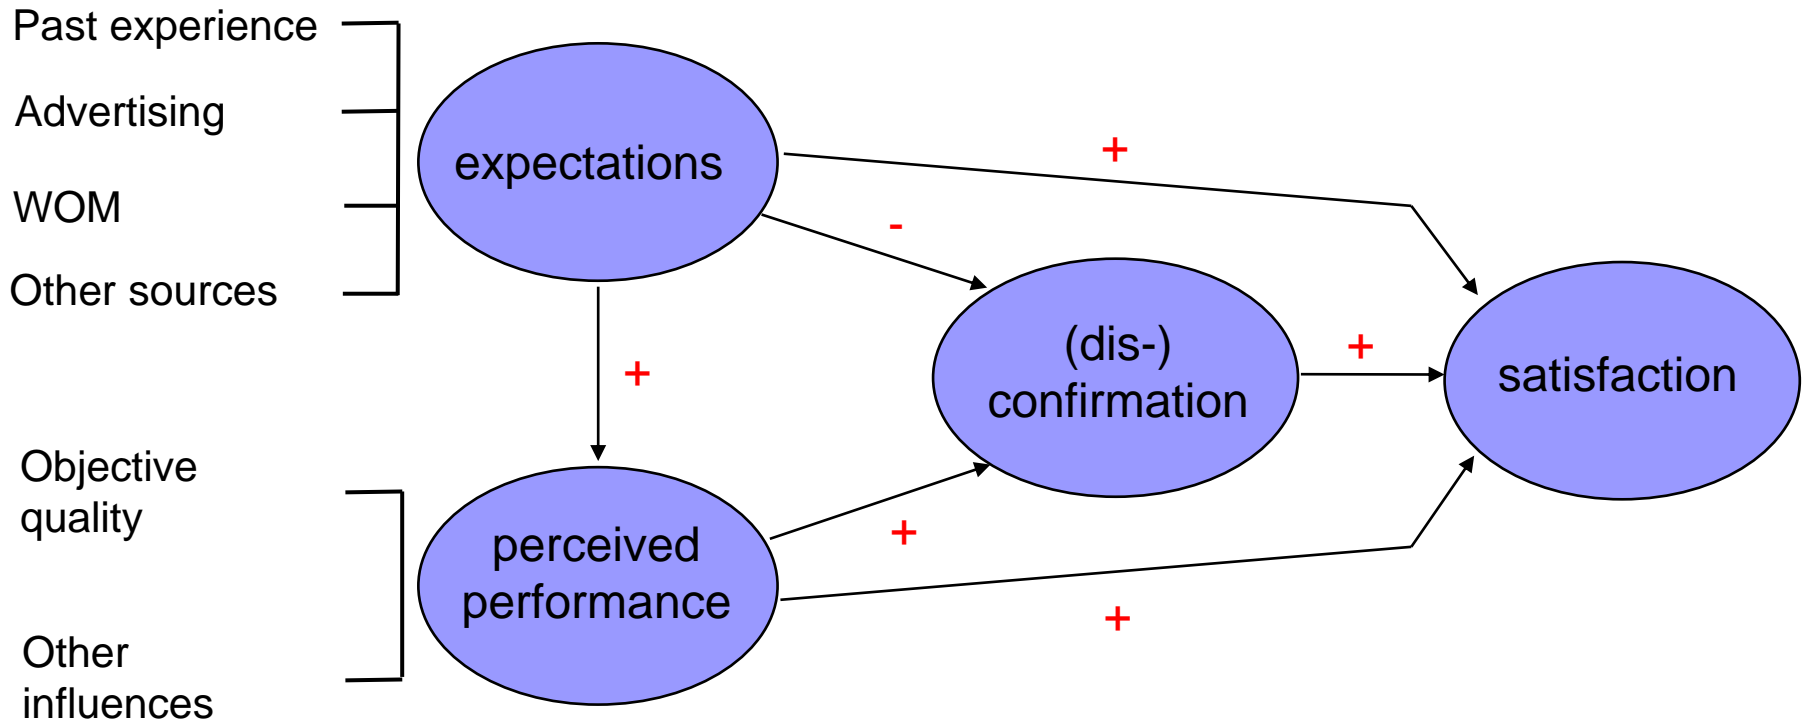 Past experience
Advertising
WOM
Other sources
Objective
quality
Other
influences
expectations
perceived
performance
(dis-)
confirmation
satisfaction
+
-
+
+
+
+